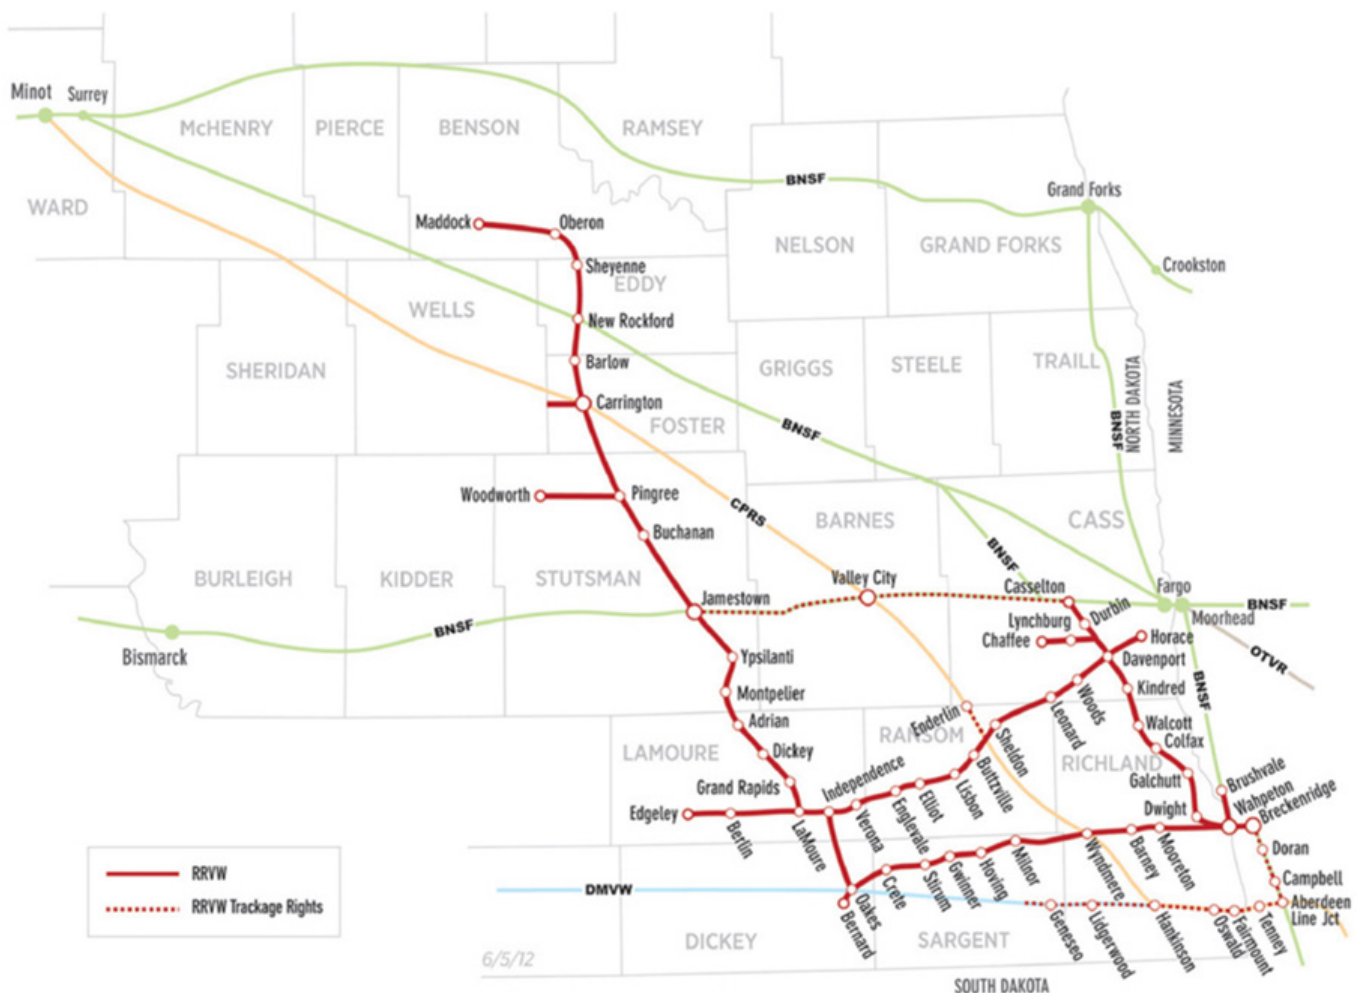 Minot
Surrey
McHENRY
PIERCE
BENSON
RAMSEY
BNSF
WARD
Grand Forks
Maddock
Oberon
NELSON
GRAND FORKS
Sheyenne
EDDY
Crookston
WELLS
New Rockford
SHERIDAN
Barlow
GRIGGS
STEELE
TRAILL
NORTH DAKOTA
MINNESOTA
Carrington
FOSTER
BNSF
BNSF
Woodworth
Pingree
CPRS
BARNES
CASS
Buchanan
BNSF
BURLEIGH
KIDDER
STUTSMAN
Valley City
Casselton
Fargo
Jamestown
BNSF
Moorhead
Durbin
Lynchburg
Chaffee
Horace
BNSF
Bismarck
Ypsilanti
Davenport
OTVR
Montpelier
Kindred
Woods
Leonard
BNSF
Adrian
Enderlin
RANSOM
Sheldon
Walcott
Colfax
LAMOURE
Dickey
RICHLAND
Grand Rapids
Independence
Buttzville
Galchutt
Brushvale
Edgeley
Berlin
LaMoure
Verona
Englevale
Elliot
Lisbon
Dwight
Wahpeton
Breckenridge
Doran
RRVW
Crete
Stirum
Gwinner
Hoving
Milnor
Wyndmere
Barney
Mooreton
Campbell
DMVW
RRVW Trackage Rights
Oakes
Bernard
Aberdeen
Line Jct
Geneseo
Lidgerwood
Hankinson
Oswald
Fairmount
Tenney
DICKEY
SARGENT
6/5/12
SOUTH DAKOTA